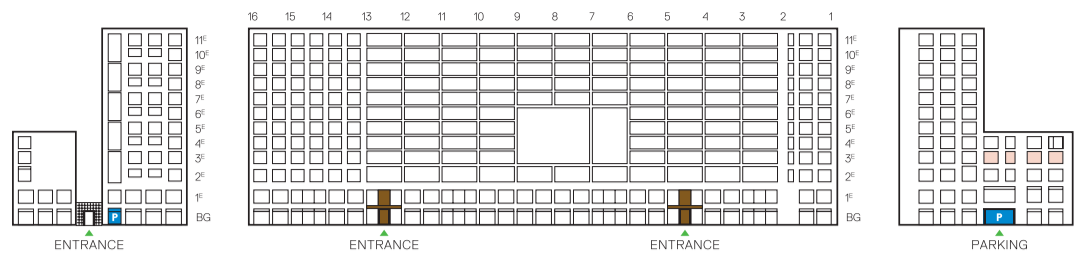 16 15 14 13 12 11 10 9 8 7 6 5 4 3 2 1
11E
10E
9E
8E
7E
6E
5E
4E
3E
2E
1E
BG
P
ENTRANCE
11E
10E
9E
8E
7E
6E
5E
4E
3E
2E
1E
BG
ENTRANCE ENTRANCE
P
PARKING